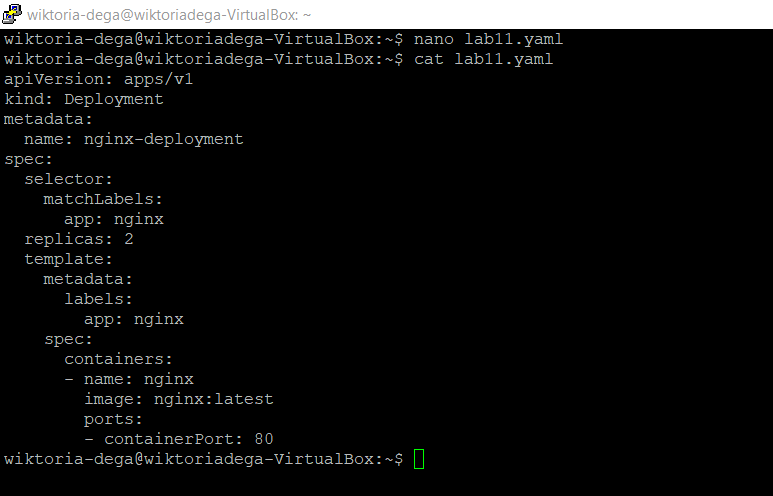 wiktoria-dega@wiktoriadega-VirtualBox: ~
wiktoria-dega@wiktoriadega-VirtualBox:~$ nano lab11.yaml
wiktoria-dega@wiktoriadega-VirtualBox:~$ cat lab11.yaml
apiVersion: apps/v1
kind: Deployment
metadata:
  name: nginx-deployment
spec:
  selector:
    matchLabels:
      app: nginx
  replicas: 2
  template:
    metadata:
      labels:
        app: nginx
    spec:
      containers:
      - name: nginx
        image: nginx:latest
        ports:
        - containerPort: 80
wiktoria-dega@wiktoriadega-VirtualBox:~$